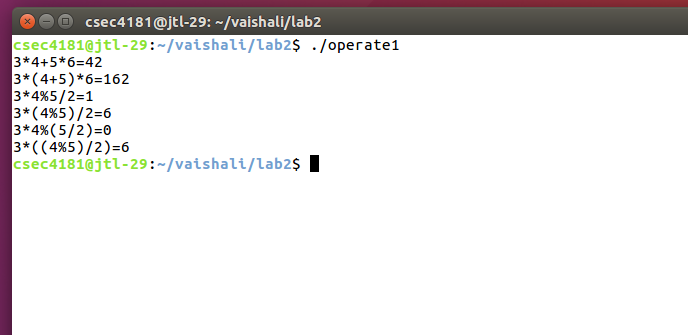 csec4181@jtl-29: ~/vaishali/lab2
csec4181@jtl-29:~/vaishali/lab2$ ./operate1
3*4+5*6=42
3*(4+5)*6=162
3*4%5/2=1
3*(4%5)/2=6
3*4%(5/2)=0
3*((4%5)/2)=6
csec4181@jtl-29:~/vaishali/lab2$